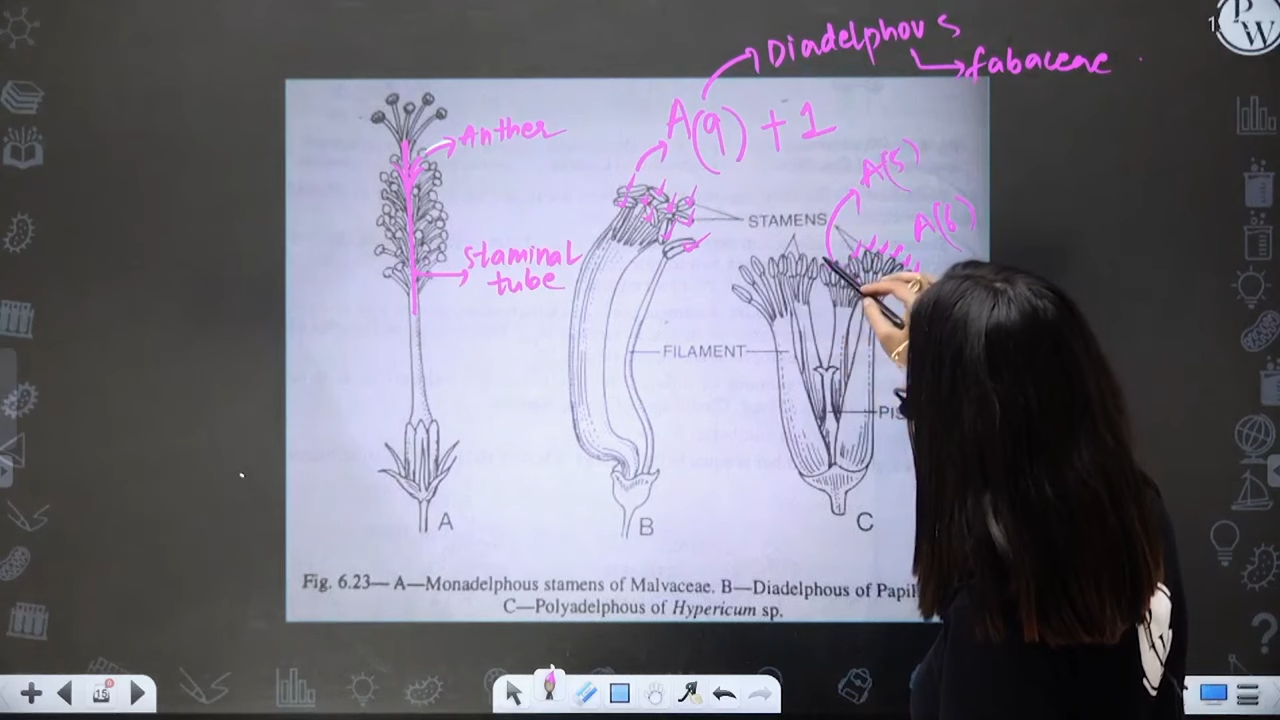 P
W
Diadelphous
fabaceae
A(9) + 1
Anther
A(5)
A(6)
STAMENS
Staminal
tube
FILAMENT
A
B
C
Fig. 6.23— A—Monadelphous stamens of Malvaceae. B—Diadelphous of
C—Polyadelphous of Hypericum sp.
15